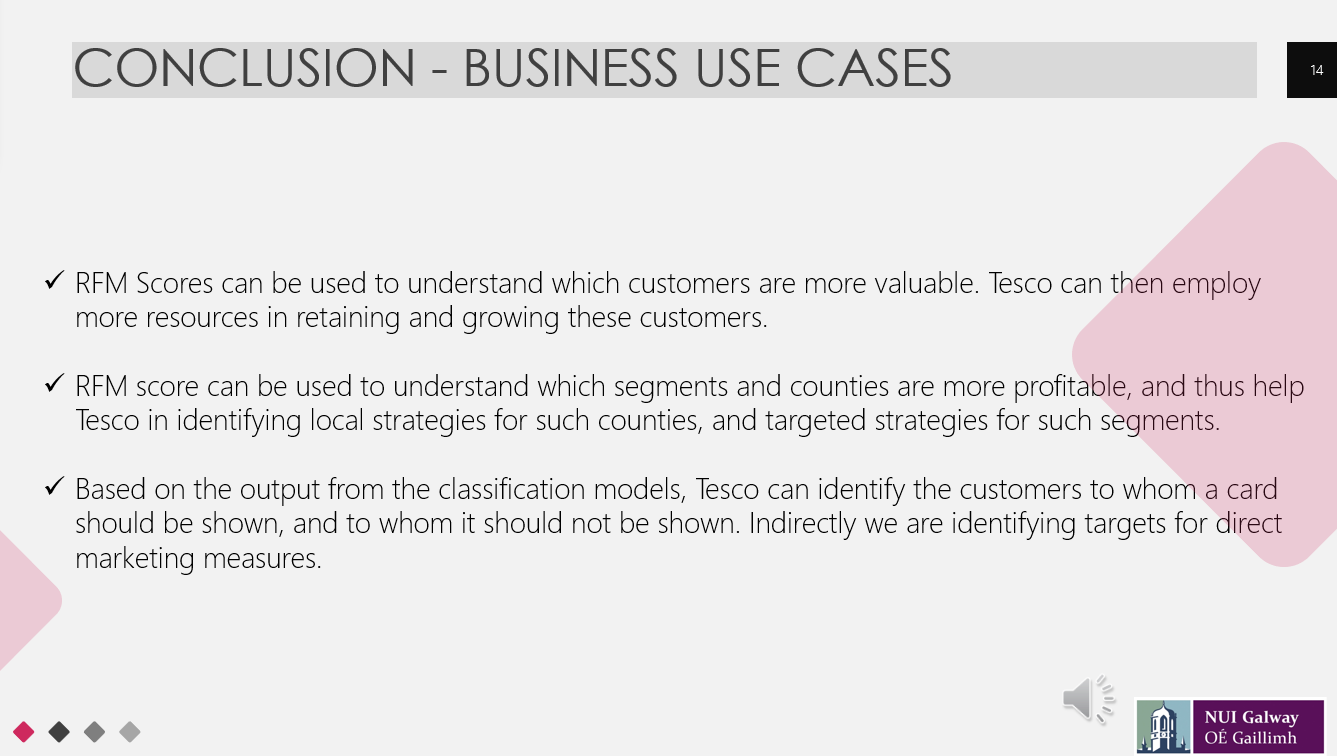 CONCLUSION - BUSINESS USE CASES
14
✓ RFM Scores can be used to understand which customers are more valuable. Tesco can then employ
more resources in retaining and growing these customers.
✓ RFM score can be used to understand which segments and counties are more profitable, and thus help
Tesco in identifying local strategies for such counties, and targeted strategies for such segments.
✓ Based on the output from the classification models, Tesco can identify the customers to whom a card
should be shown, and to whom it should not be shown. Indirectly we are identifying targets for direct
marketing measures.
NUI Galway
OÉ Gaillimh